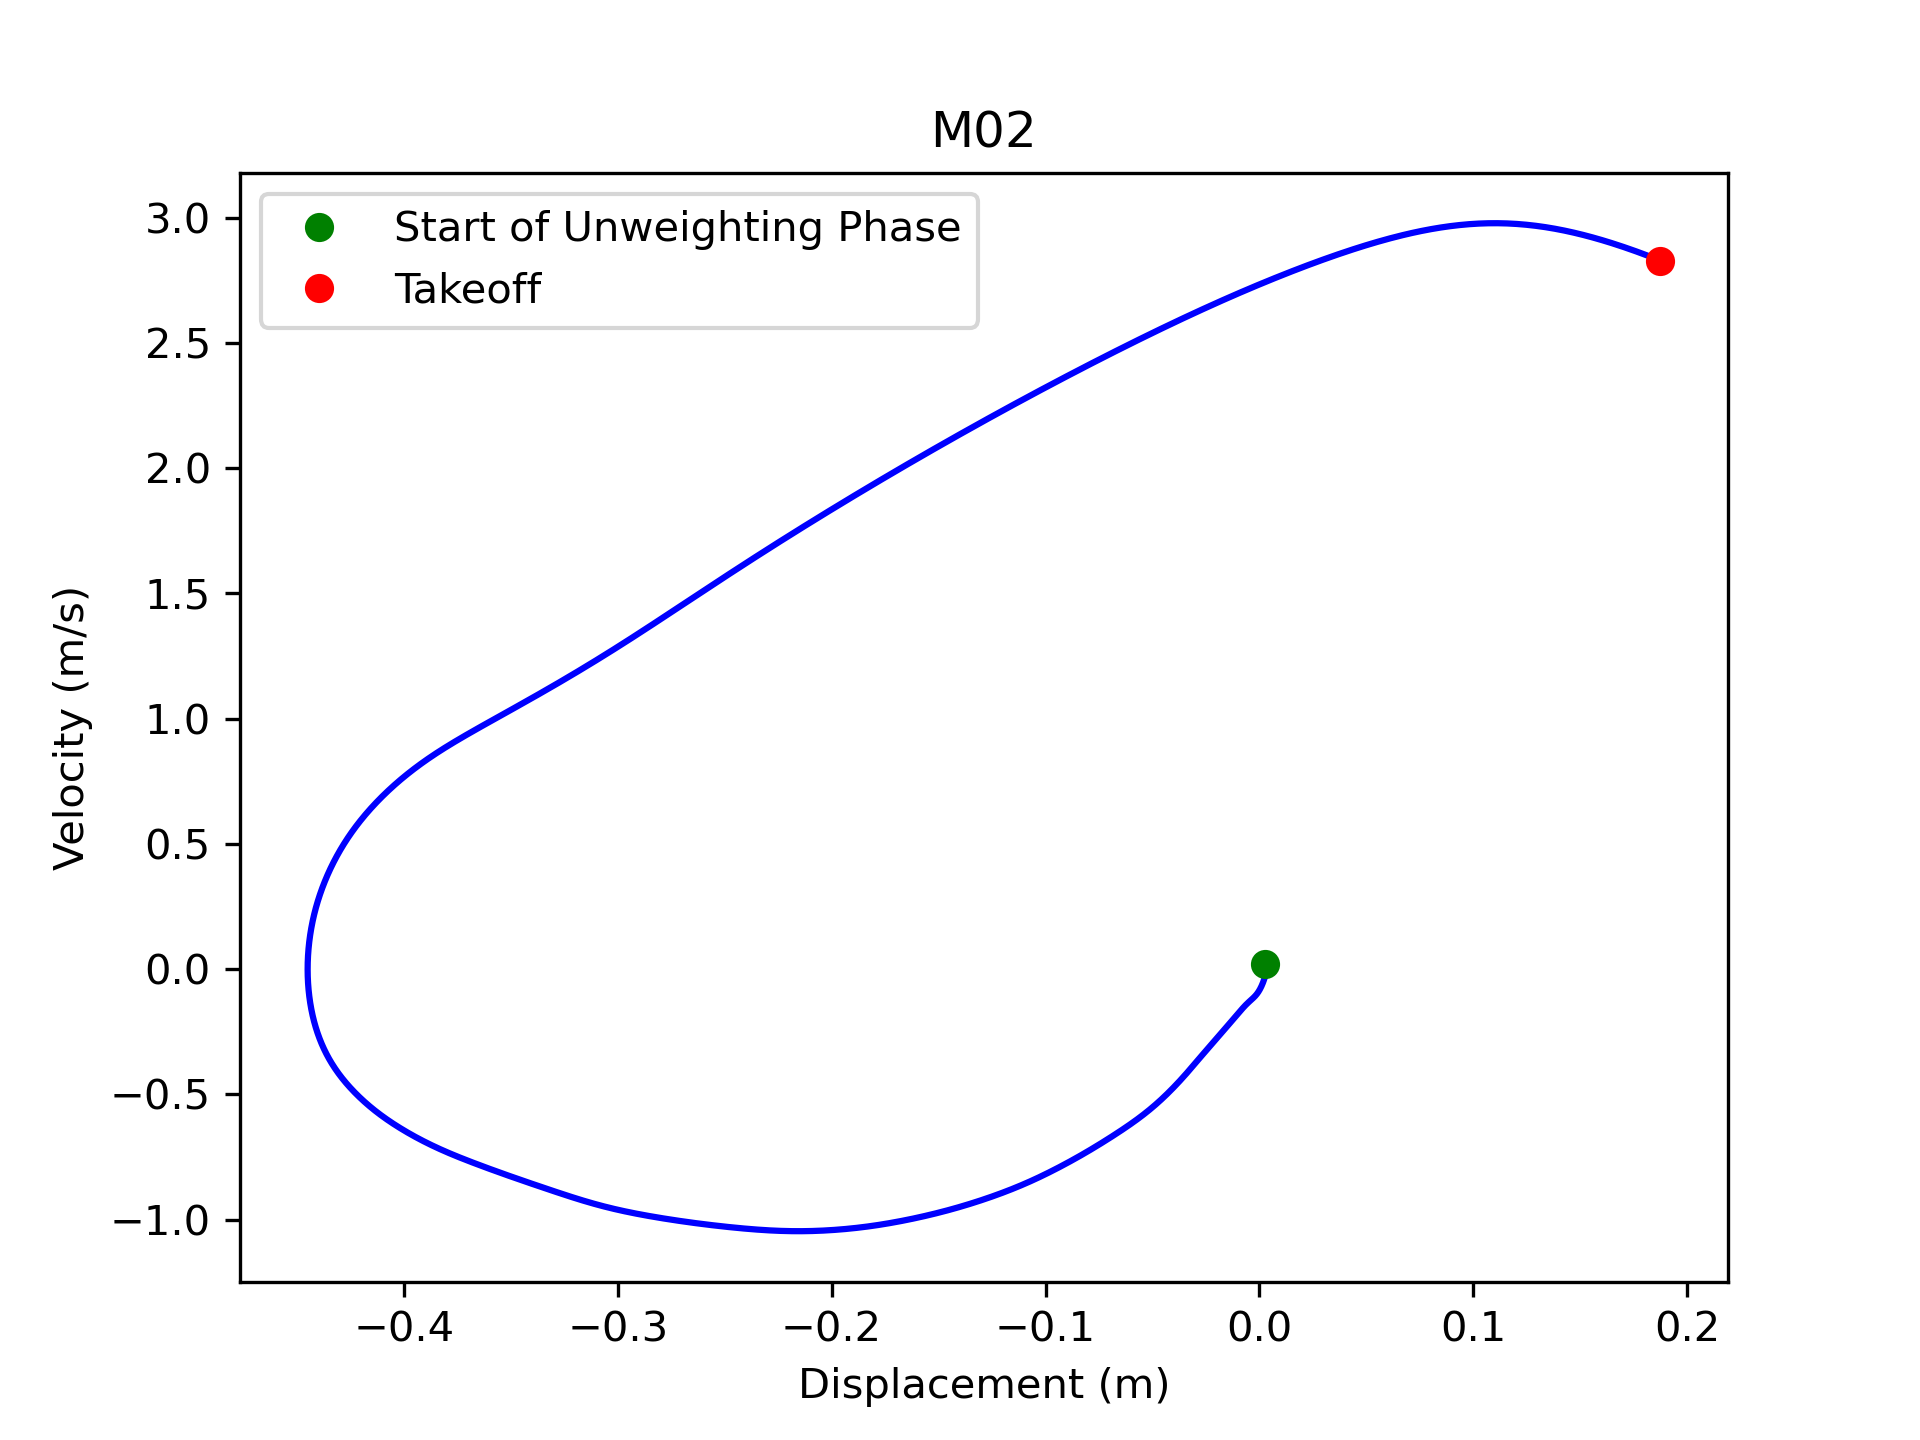 M02
Start of Unweighting Phase
Takeoff
3.0
2.5
2.0
1.5
1.0
0.5
0.0
−0.5
−1.0
Velocity (m/s)
−0.4 −0.3 −0.2 −0.1 0.0 0.1 0.2
Displacement (m)